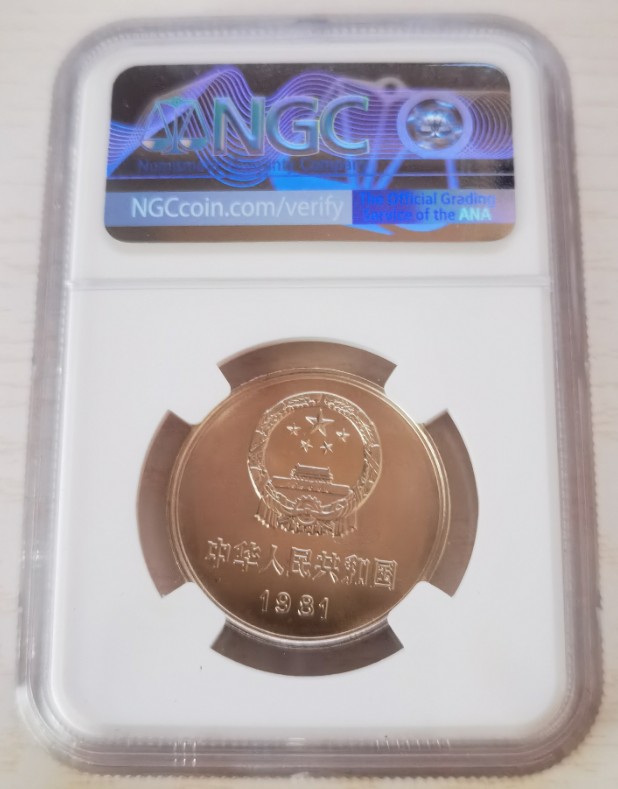 NGC
NGCcoin.com/verify
The Official Grading
Service of the ANA
中华人民共和国
1981